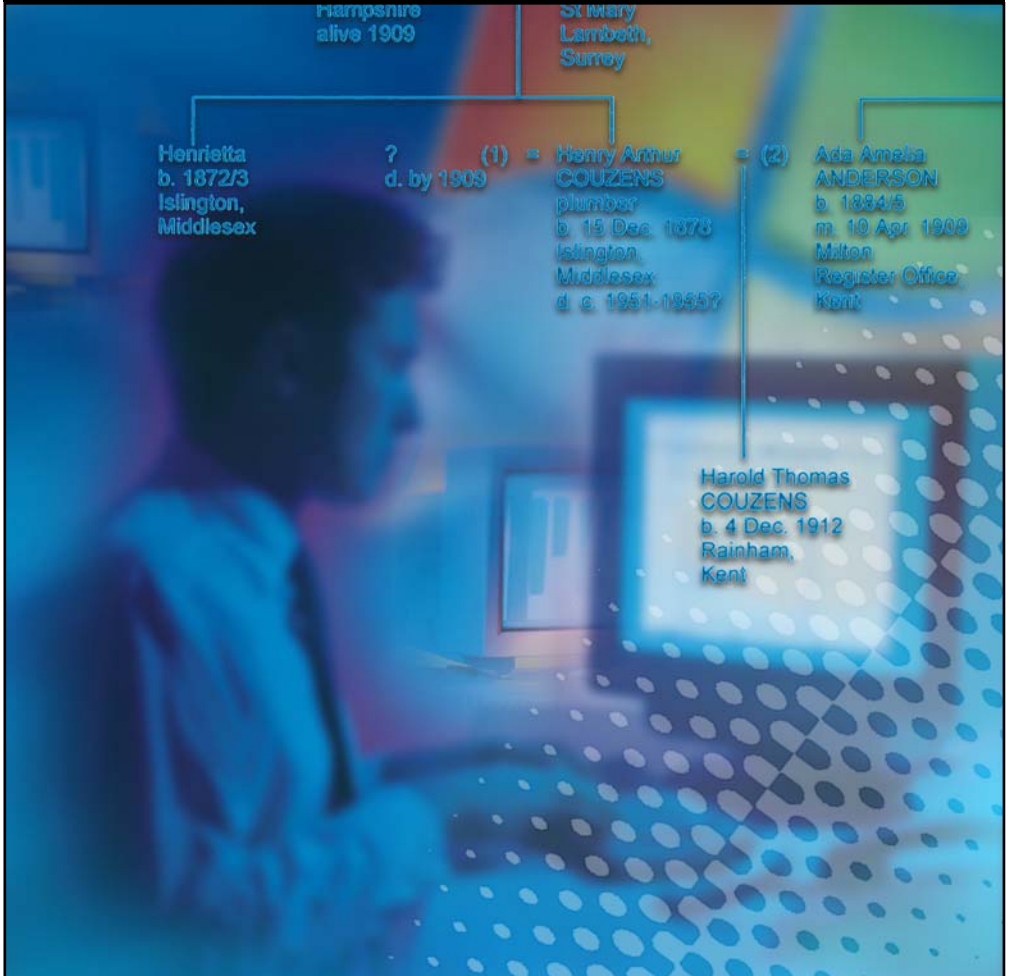 Hampshire
alive 1909
St Mary
Lambeth,
Surrey
Henrietta
b. 1872/3
Islington,
Middlesex
? (1) =
d. by 1909
Henry Arthur
COUZENS
plumber
b. 15 Dec. 1878
Islington,
Middlesex
d. c. 1951-1955?
= (2)
Ada Amelia
ANDERSON
b. 1884/5
m. 10 Apr. 1909
Milton
Register Office,
Kent
Harold Thomas
COUZENS
b. 4 Dec. 1912
Rainham,
Kent